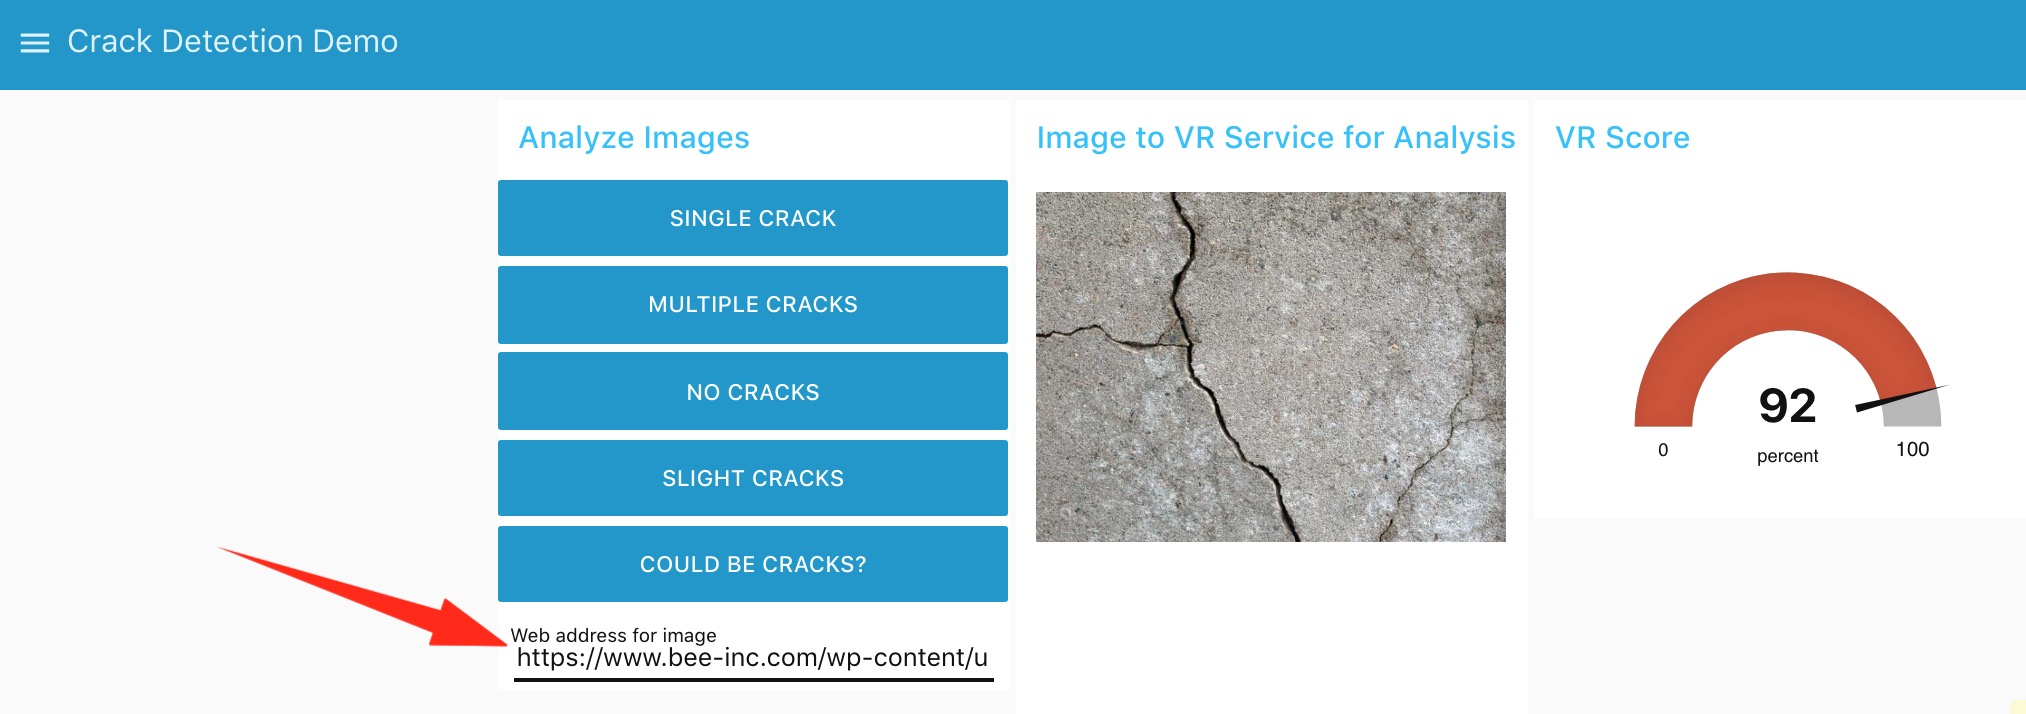 Crack Detection Demo
Analyze Images
SINGLE CRACK
MULTIPLE CRACKS
NO CRACKS
SLIGHT CRACKS
COULD BE CRACKS?
Web address for image
https://www.bee-inc.com/wp-content/u
Image to VR Service for Analysis
VR Score
92
percent
0
100